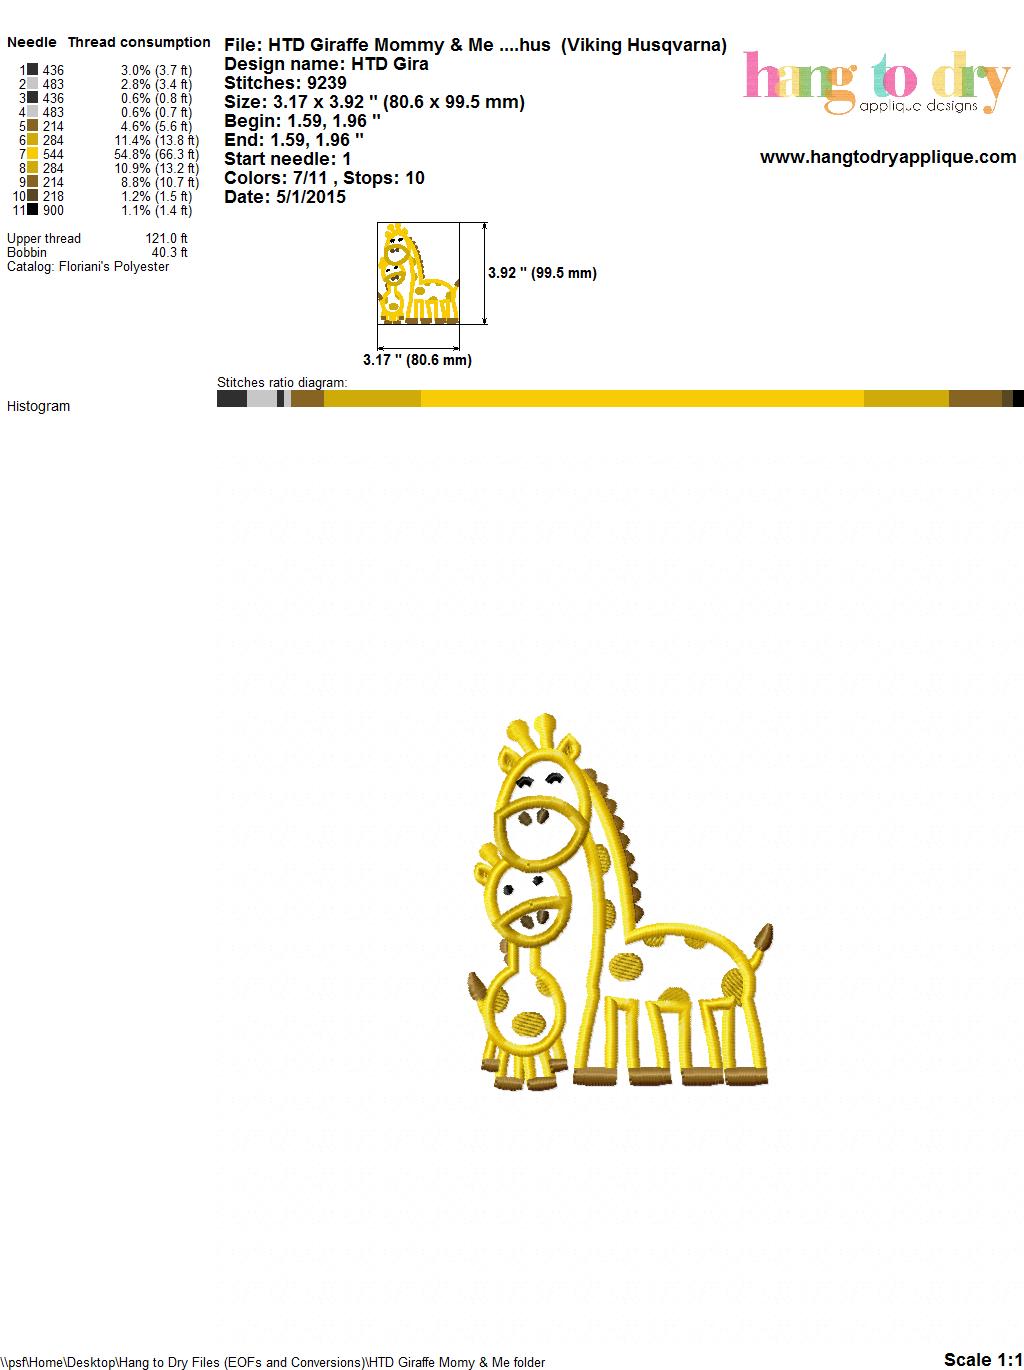 Needle Thread consumption
1 436 3.0% (3.7 ft)
2 483 2.8% (3.4 ft)
3 436 0.6% (0.8 ft)
4 483 0.6% (0.7 ft)
5 214 4.6% (5.6 ft)
6 284 11.4% (13.8 ft)
7 544 54.8% (66.3 ft)
8 284 10.9% (13.2 ft)
9 214 8.8% (10.7 ft)
10 218 1.2% (1.5 ft)
11 900 1.1% (1.4 ft)
Upper thread 121.0 ft
Bobbin 40.3 ft
Catalog: Floriani's Polyester
File: HTD Giraffe Mommy & Me ....hus (Viking Husqvarna)
Design name: HTD Gira
Stitches: 9239
Size: 3.17 x 3.92 " (80.6 x 99.5 mm)
Begin: 1.59, 1.96 "
End: 1.59, 1.96 "
Start needle: 1
Colors: 7/11 , Stops: 10
Date: 5/1/2015
hang to dry
applique designs
www.hangtodryapplique.com
3.92 " (99.5 mm)
3.17 " (80.6 mm)
Stitches ratio diagram:
Histogram
\\psf\Home\Desktop\Hang to Dry Files (EOFs and Conversions)\HTD Giraffe Momy & Me folder
Scale 1:1